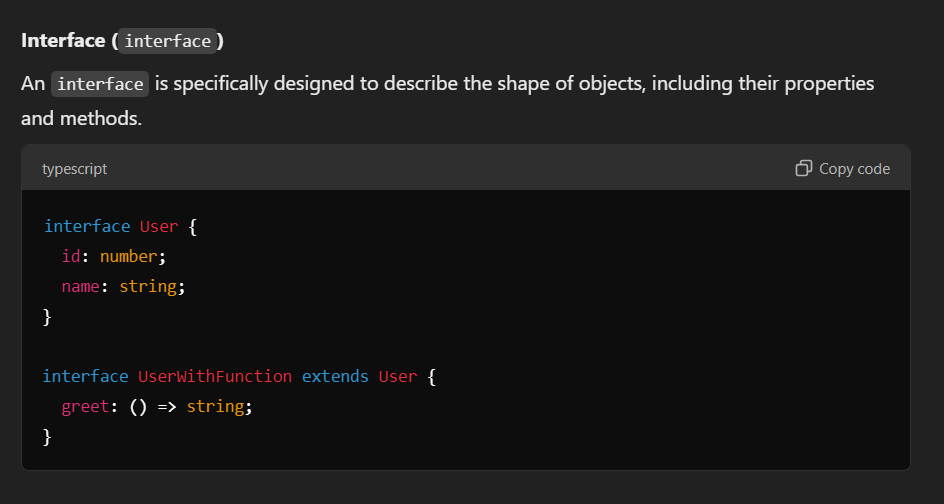 Interface (interface)
An interface is specifically designed to describe the shape of objects, including their properties
and methods.
typescript
Copy code
interface User {
  id: number;
  name: string;
}
interface UserWithFunction extends User {
  greet: () => string;
}